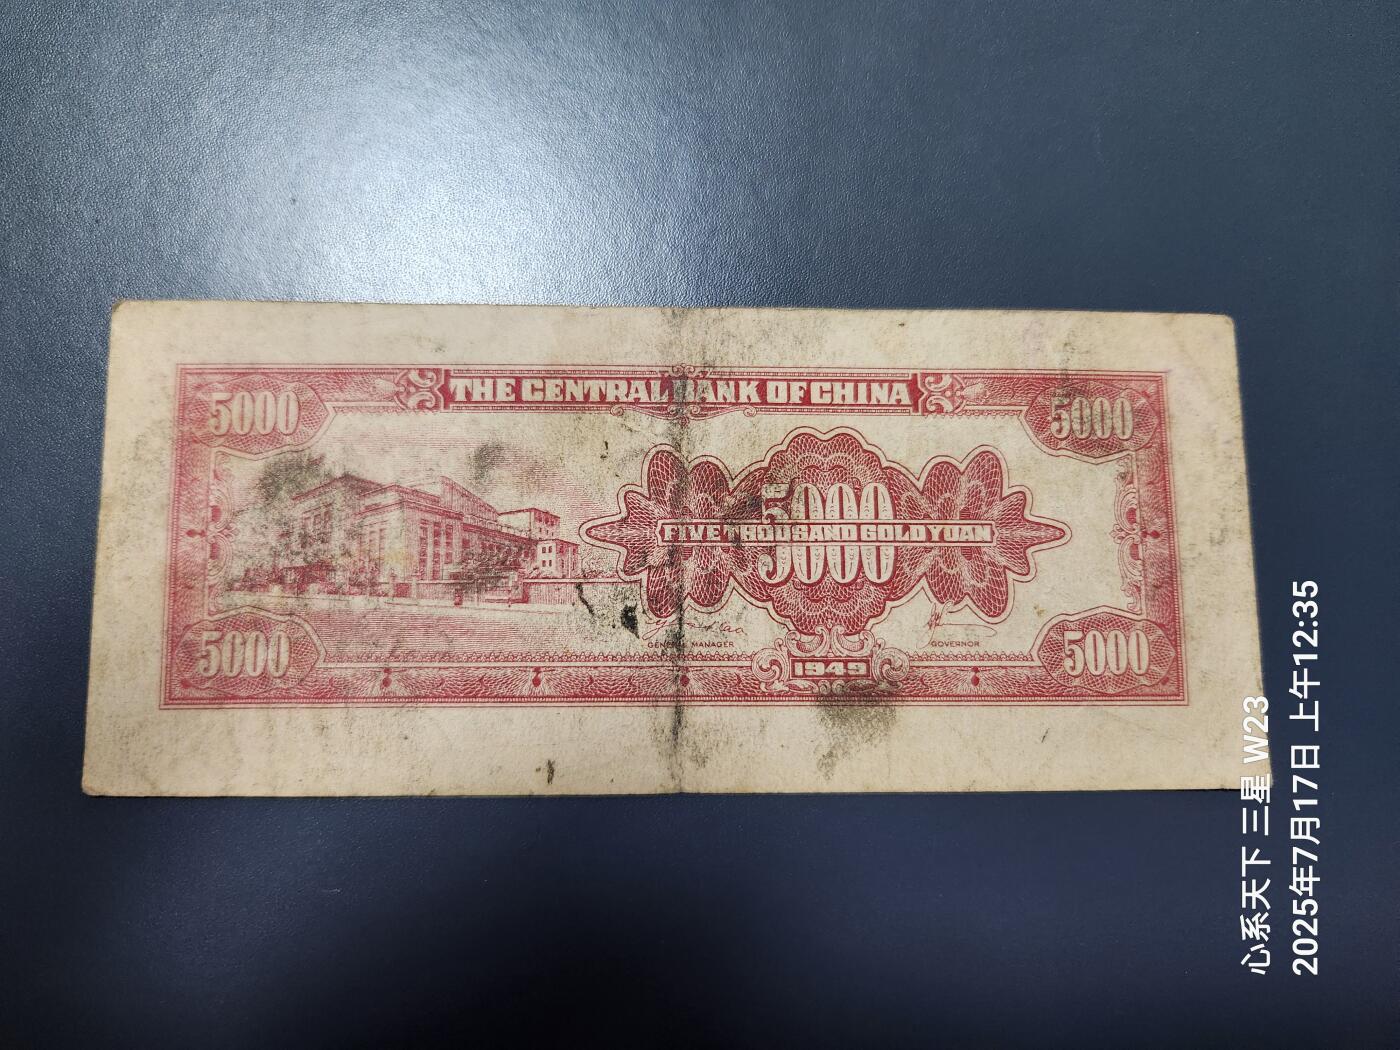 THE CENTRAL BANK OF CHINA
5000
5000
5000
FIVE THOUSAND GOLD YUAN
GENERAL MANAGER
GOVERNOR
5000
1949
5000
心系天下 三星 W23
2025年7月17日 上午12:35